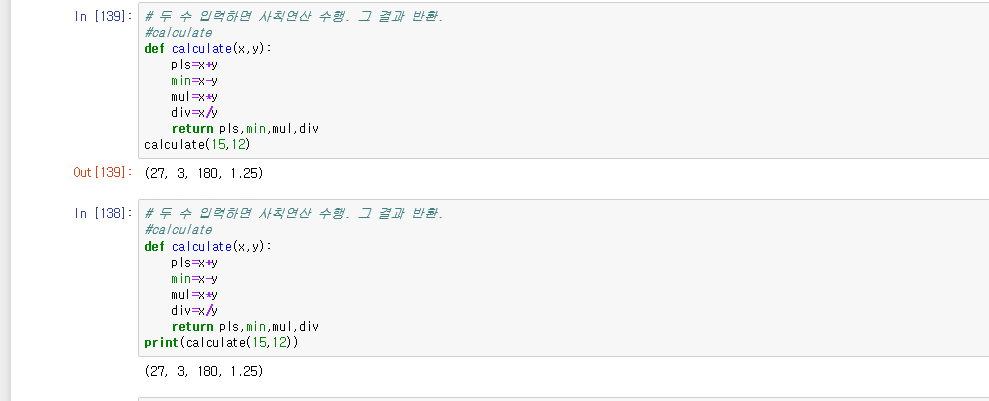 In [139]:
# 두 수 입력하면 사칙연산 수행. 그 결과 반환.
#calculate
def calculate(x,y):
    pls=x+y
    min=x-y
    mul=x*y
    div=x/y
    return pls,min,mul,div
calculate(15,12)
Out[139]: (27, 3, 180, 1.25)
In [138]:
# 두 수 입력하면 사칙연산 수행. 그 결과 반환.
#calculate
def calculate(x,y):
    pls=x+y
    min=x-y
    mul=x*y
    div=x/y
    return pls,min,mul,div
print(calculate(15,12))
(27, 3, 180, 1.25)